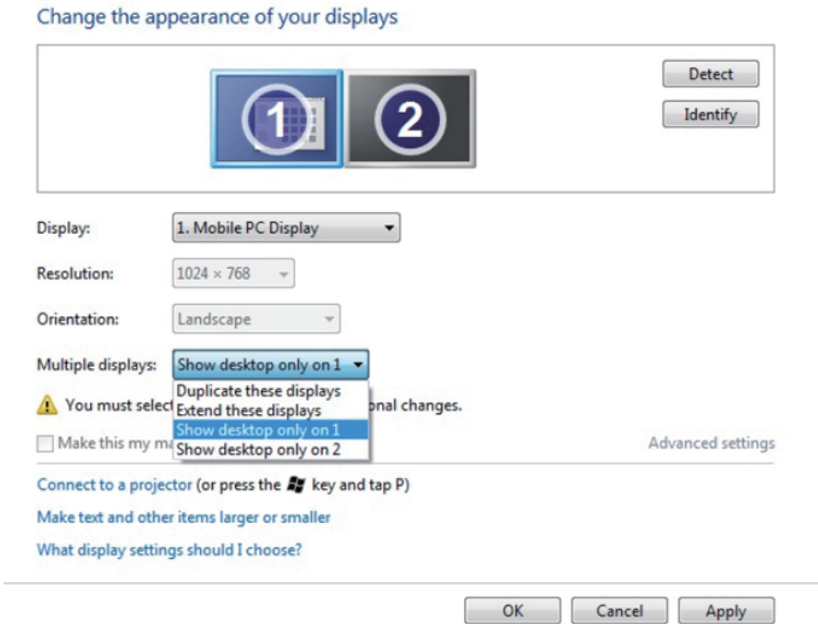 Change the appearance of your displays
1
2
Detect
Identify
Display: 1. Mobile PC Display
Resolution: 1024 × 768
Orientation: Landscape
Multiple displays: Show desktop only on 1
Duplicate these displays
You must select onal changes.
Extend these displays
Show desktop only on 1
Make this my
Show desktop only on 2
Advanced settings
Connect to a projector (or press the key and tap P)
Make text and other items larger or smaller
What display settings should I choose?
OK Cancel Apply